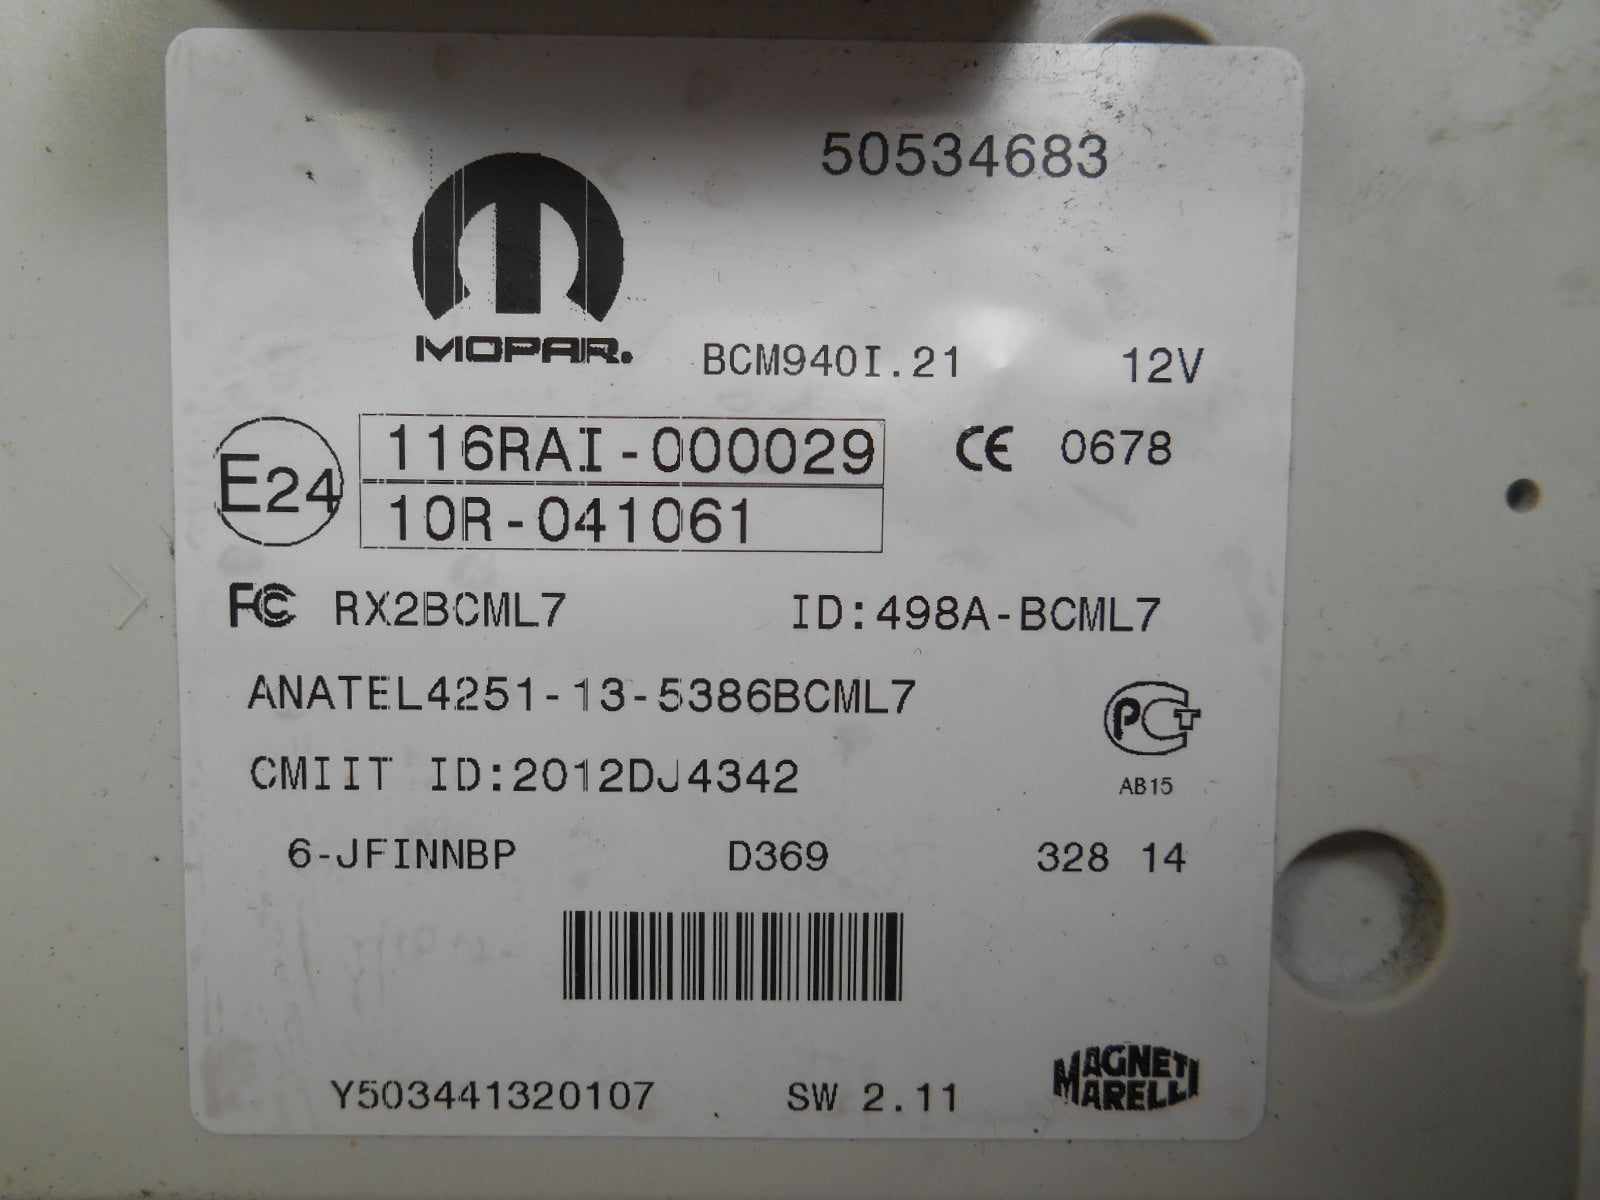 50534683
MOPAR.
BCM940I.21 12V
E24 116RAI-000029 CE 0678
10R-041061
FC RX2BCML7 ID:498A-BCML7
ANATEL4251-13-5386BCML7
PCT
CMIIT ID:2012DJ4342
AB15
6-JFINNBP D369 328 14
Y503441320107 SW 2.11
MAGNETI
MARELLI